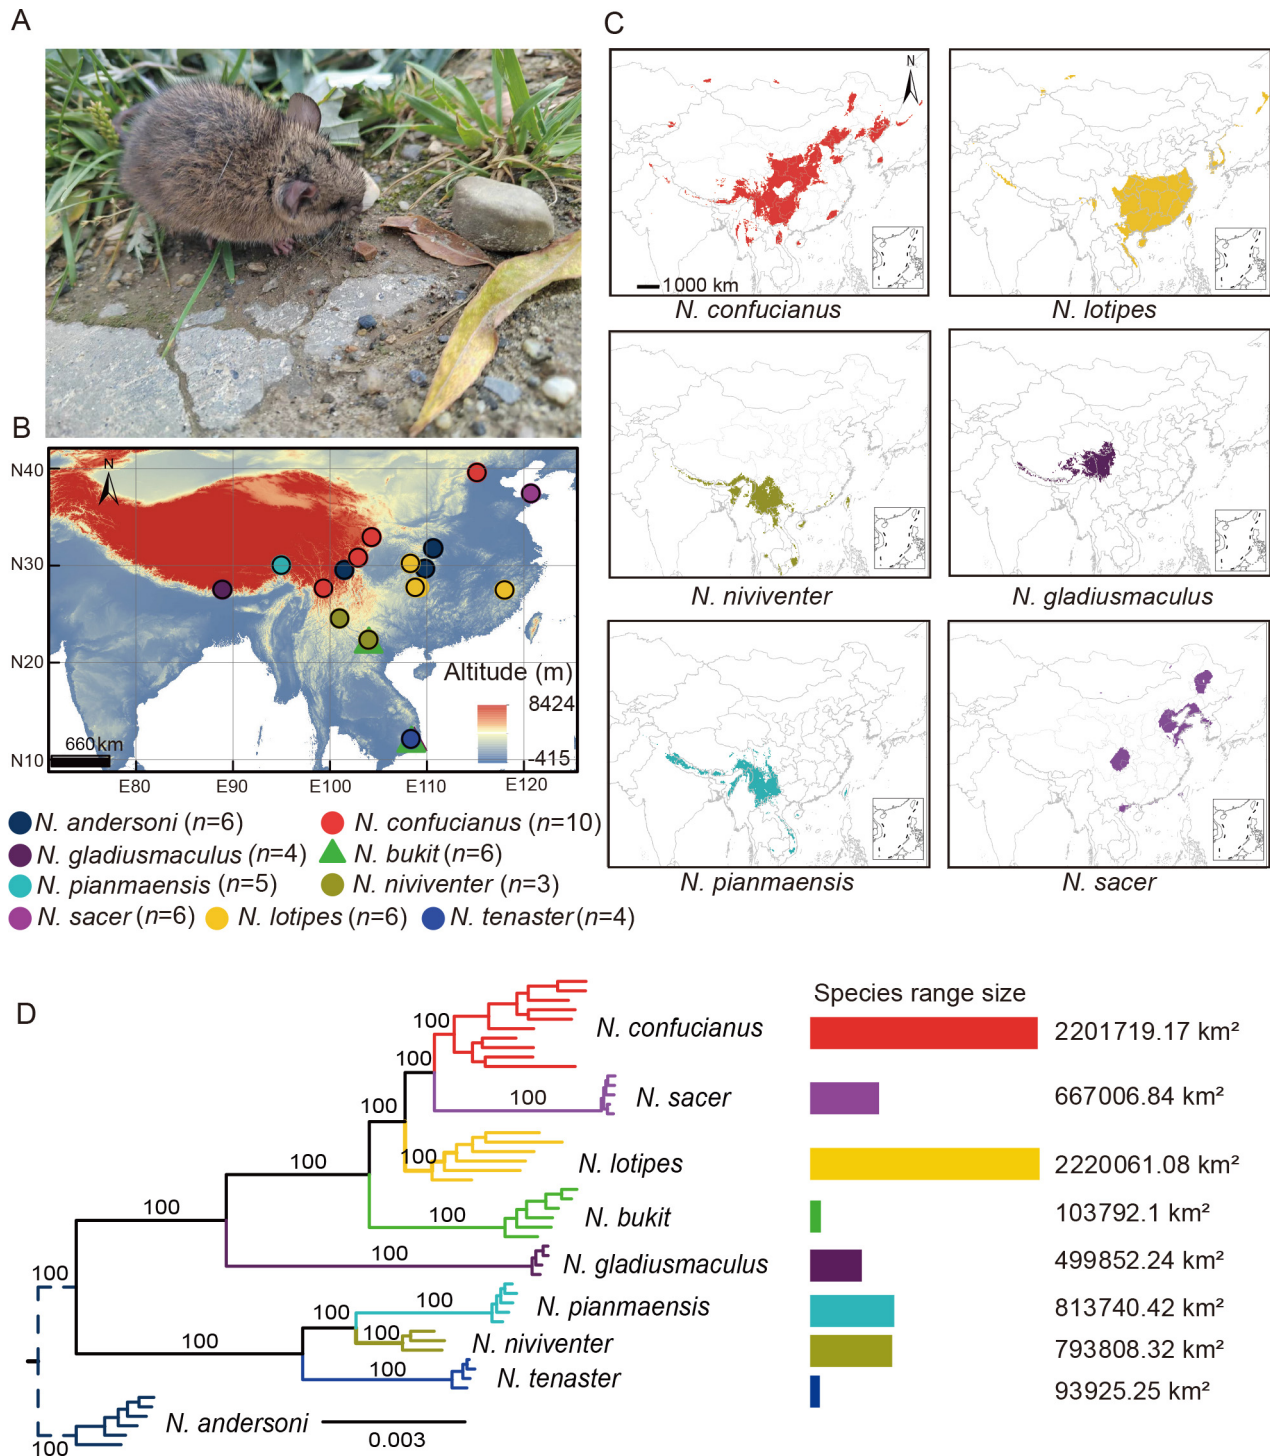 A
B
N40
N
N30
N20
N10
Altitude (m)
8424
-415
660km
E80
E90
E100
E110
E120
N. andersoni (n=6)
N. confucianus (n=10)
N. gladiusmaculus (n=4)
N. bukit (n=6)
N. pianmaensis (n=5)
N. niviventer (n=3)
N. sacer (n=6)
N. lotipes (n=6)
N. tenaster (n=4)
C
N
1000 km
N. confucianus
N. lotipes
N. niviventer
N. gladiusmaculus
N. pianmaensis
N. sacer
D
Species range size
100
N. confucianus
2201719.17 km²
100
100
N. sacer
667006.84 km²
100
100
N. lotipes
2220061.08 km²
100
100
N. bukit
103792.1 km²
100
100
N. gladiusmaculus
499852.24 km²
100
100
N. pianmaensis
813740.42 km²
100
100
N. niviventer
793808.32 km²
100
100
N. tenaster
93925.25 km²
100
N. andersoni
0.003